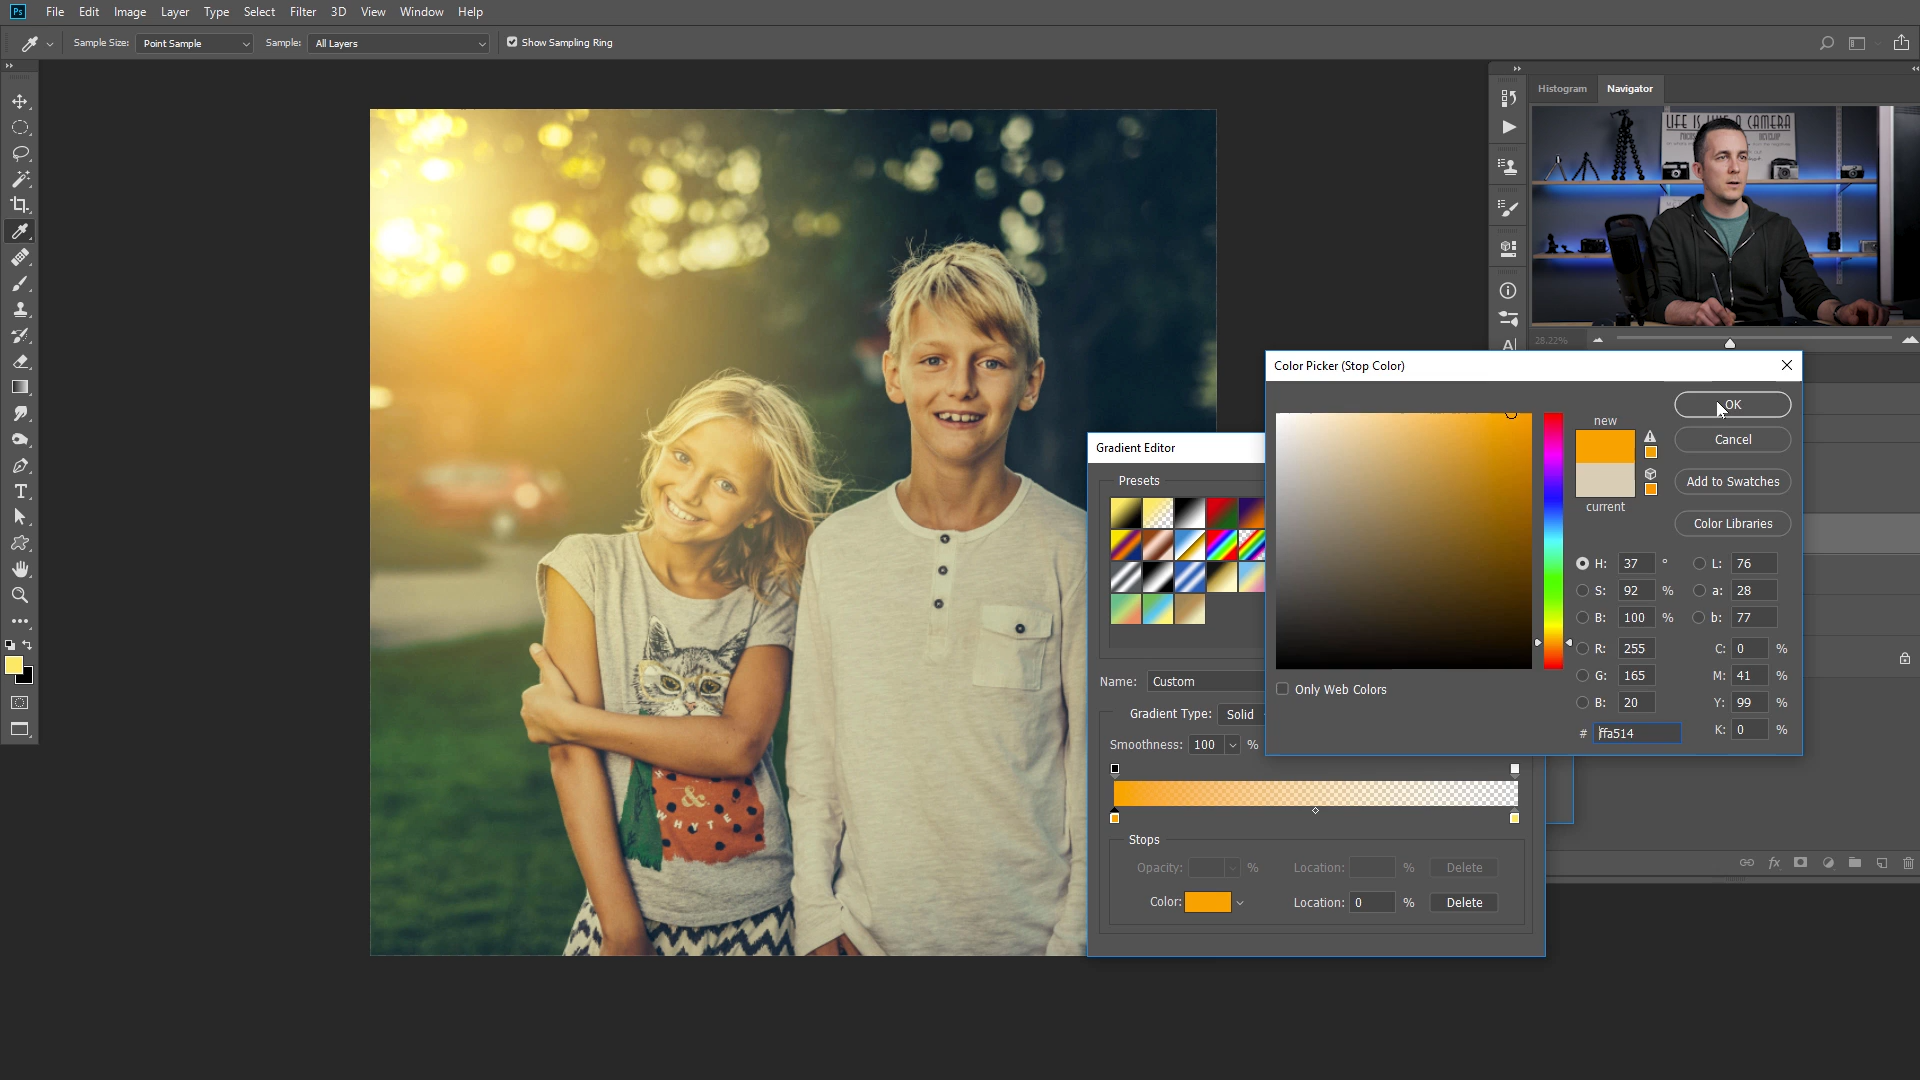 Ps File Edit Image Layer Type Select Filter 3D View Window Help
Sample Size: Point Sample Sample: All Layers Show Sampling Ring
Histogram Navigator
LIFE IS LIKE A CAMERA
DEVELOP
28.22%
A
Color Picker (Stop Color)
new
current
OK
Cancel
Add to Swatches
Color Libraries
H: 37 ° L: 76
S: 92 % a: 28
B: 100 % b: 77
R: 255 C: 0 %
G: 165 M: 41 %
B: 20 Y: 99 %
# ffa514 K: 0 %
Only Web Colors
Gradient Editor
Presets
Name: Custom
Gradient Type: Solid
Smoothness: 100 %
Stops
Opacity: % Location: % Delete
Color: Location: 0 % Delete
fx
&
WHYTE